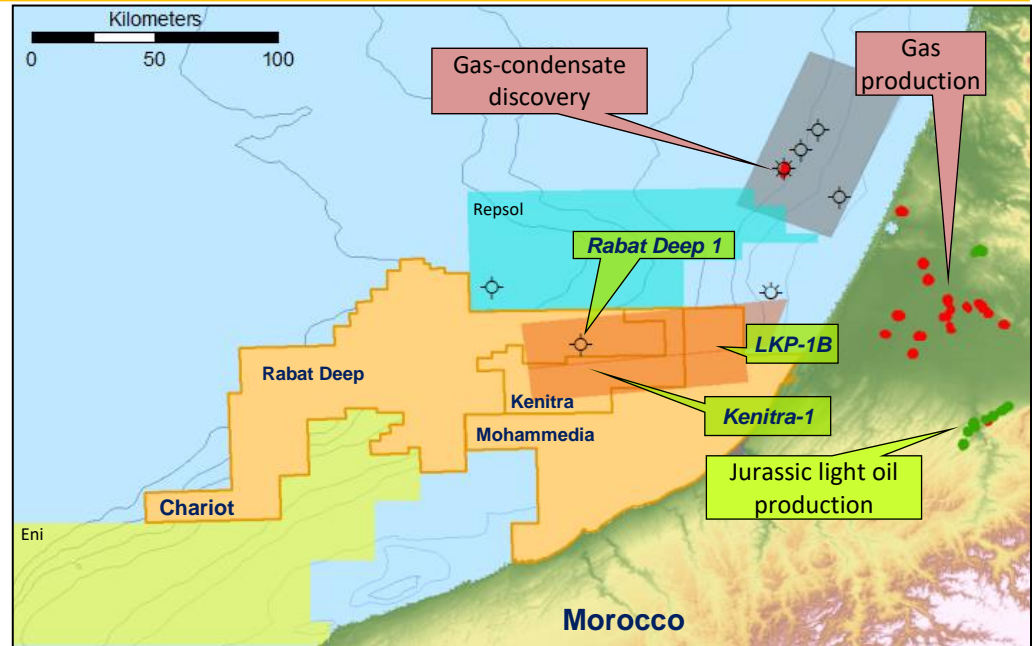 Kilometers
0 50 100
Gas-condensate
discovery
Gas
production
Repsol
Rabat Deep 1
Rabat Deep
LKP-1B
Kenitra
Kenitra-1
Mohammedia
Jurassic light oil
production
Chariot
Eni
Morocco